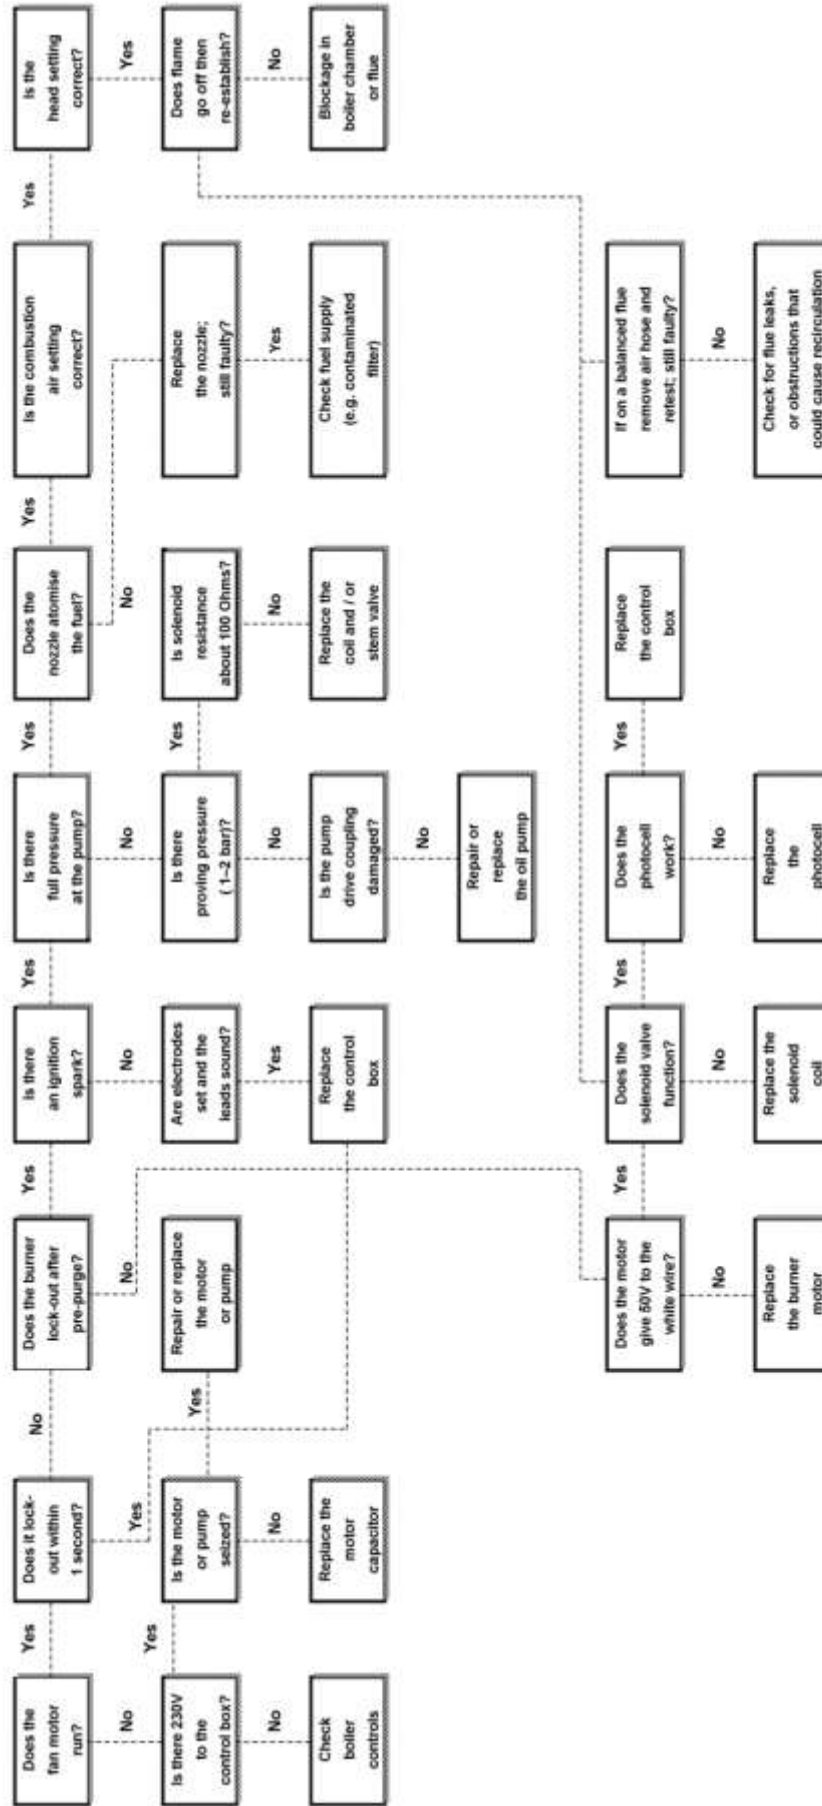 Does the
fan motor
run?
Yes
Does it lock-
out within
1 second?
No
Does the burner
lock-out after
pre-purge?
Yes
Is there
an ignition
spark?
Yes
Is there
full pressure
at the pump?
Yes
Does the
nozzle atomise
the fuel?
Yes
Is the combustion
air setting
correct?
Yes
Is the
head setting
correct?
No
Yes
No
No
No
No
Yes
Is there 230V
to the
control box?
Yes
Is the motor
or pump
seized?
Yes
Repair or replace
the motor
or pump
Are electrodes
set and the
leads sound?
Is there
proving pressure
( 1–2 bar)?
Yes
Is solenoid
resistance
about 100 Ohms?
Replace
the nozzle;
still faulty?
Does flame
go off then
re-establish?
No
No
Yes
No
No
Yes
No
Check
boiler
controls
Replace the
motor
capacitor
Replace
the control
box
Is the pump
drive coupling
damaged?
Replace the
coil and / or
stem valve
Check fuel supply
(e.g. contaminated
filter)
Blockage in
boiler chamber
or flue
No
Repair or
replace
the oil pump
Does the motor
give 50V to the
white wire?
Yes
Does the
solenoid valve
function?
Yes
Does the
photocell
work?
Yes
Replace
the control
box
If on a balanced flue
remove air hose and
retest; still faulty?
No
No
No
No
Replace
the burner
motor
Replace the
solenoid
coil
Replace
the
photocell
Check for flue leaks,
or obstructions that
could cause recirculation